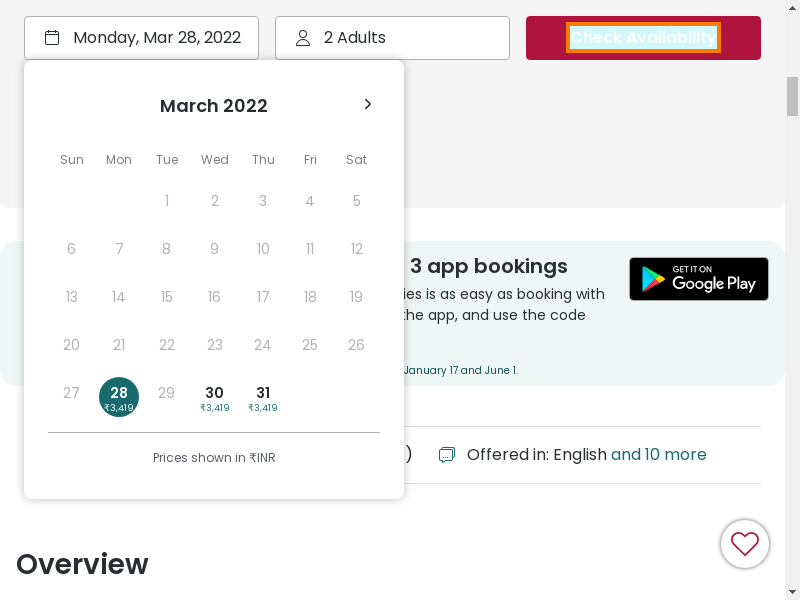 Monday, Mar 28, 2022
2 Adults
Check Availability
March 2022
Sun Mon Tue Wed Thu Fri Sat
1 2 3 4 5
6 7 8 9 10 11 12
13 14 15 16 17 18 19
20 21 22 23 24 25 26
27 28 29 30 31
₹3,419 ₹3,419 ₹3,419
Prices shown in ₹INR
3 app bookings
ies is as easy as booking with
the app, and use the code
January 17 and June 1.
GET IT ON
Google Play
) Offered in: English and 10 more
Overview